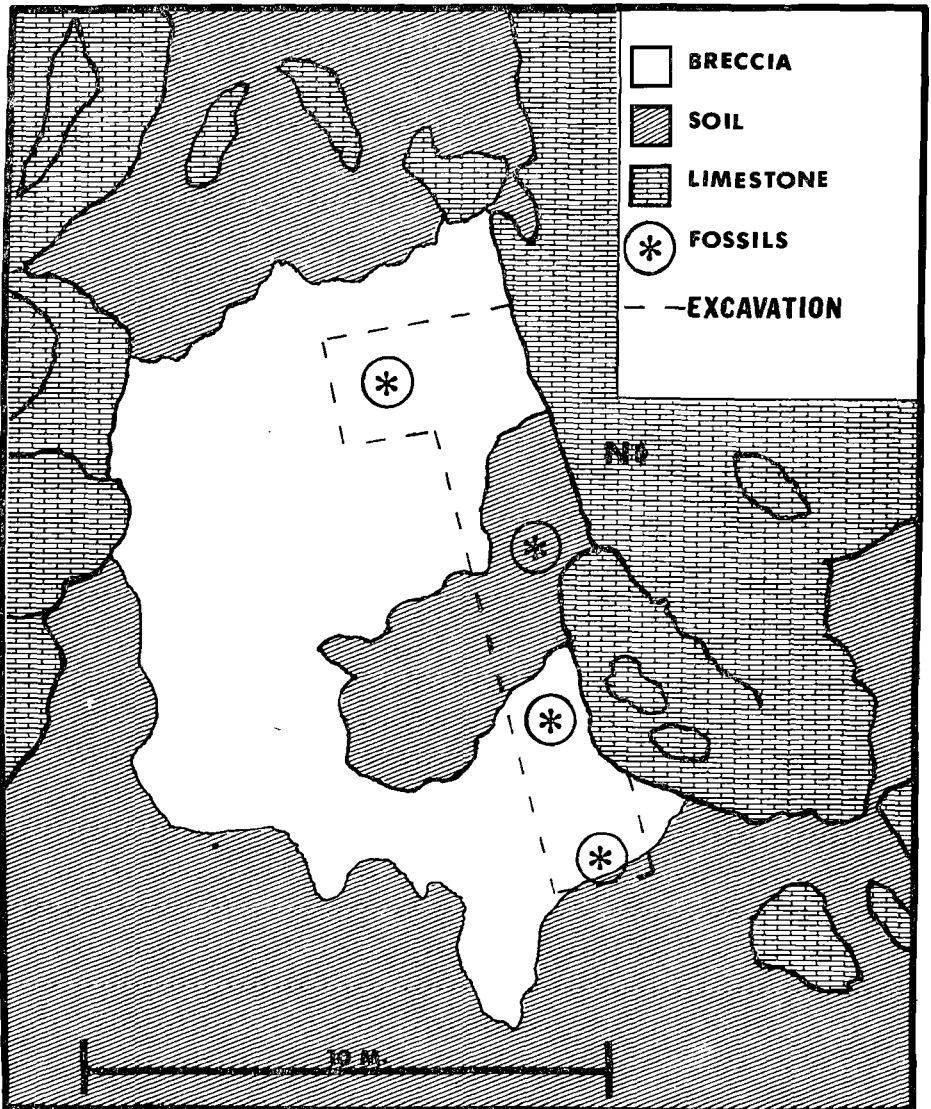 BRECCIA
SOIL
LIMESTONE
FOSSILS
EXCAVATION
N
10 M.